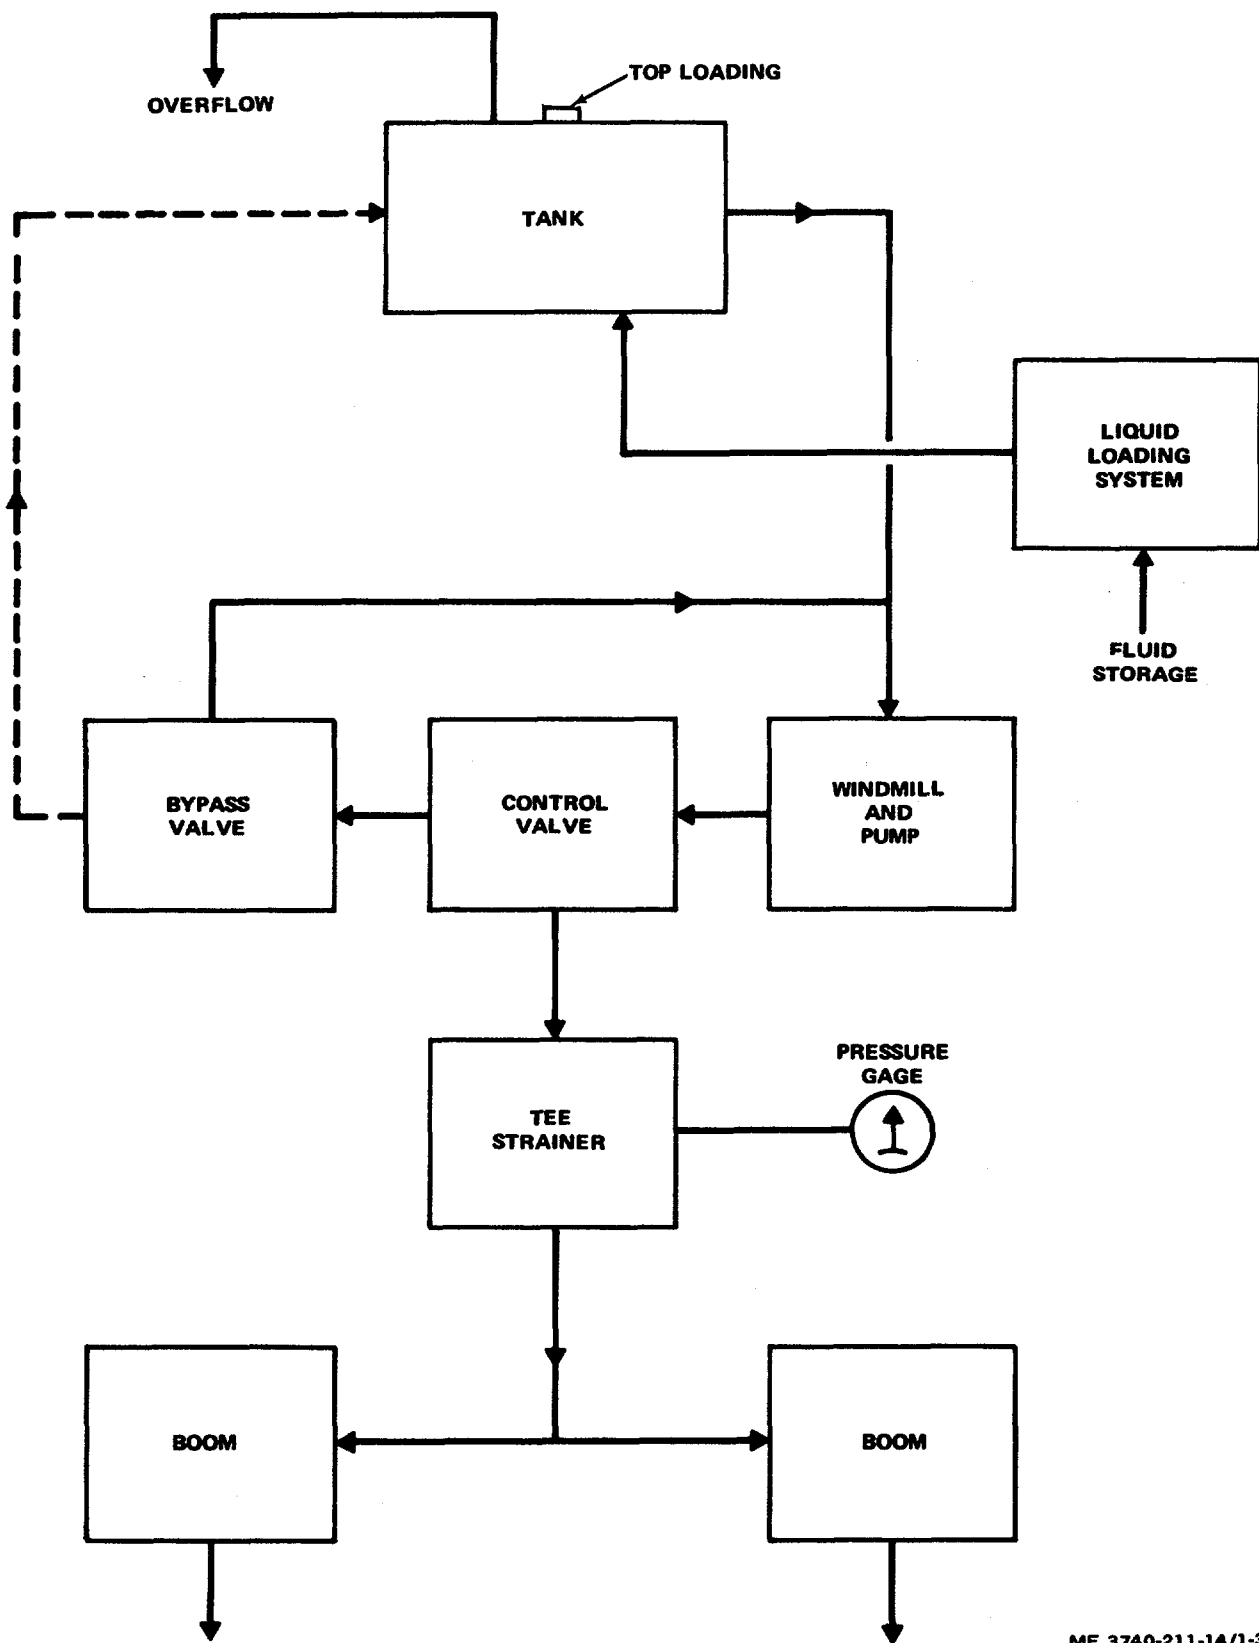 TOP LOADING
OVERFLOW
TANK
LIQUID
LOADING
SYSTEM
FLUID
STORAGE
BYPASS
VALVE
CONTROL
VALVE
WINDMILL
AND
PUMP
PRESSURE
GAGE
TEE
STRAINER
BOOM
BOOM